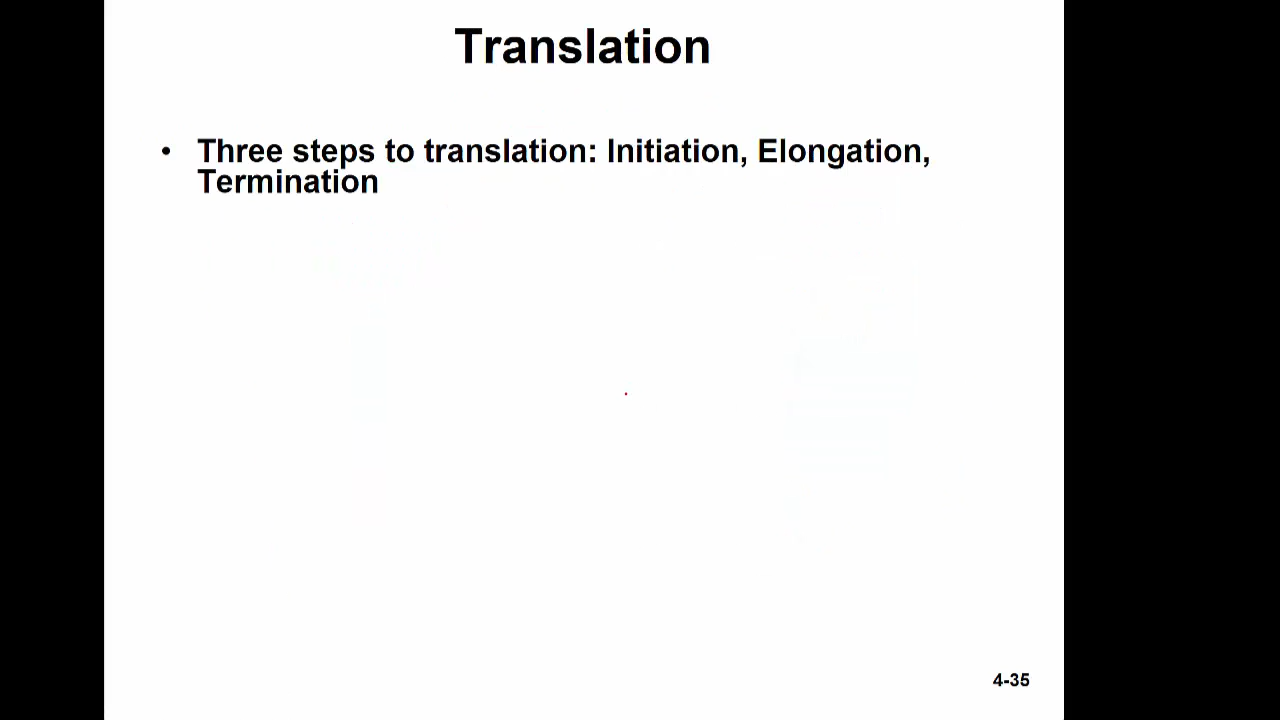 Translation
• Three steps to translation: Initiation, Elongation,
Termination
4-35